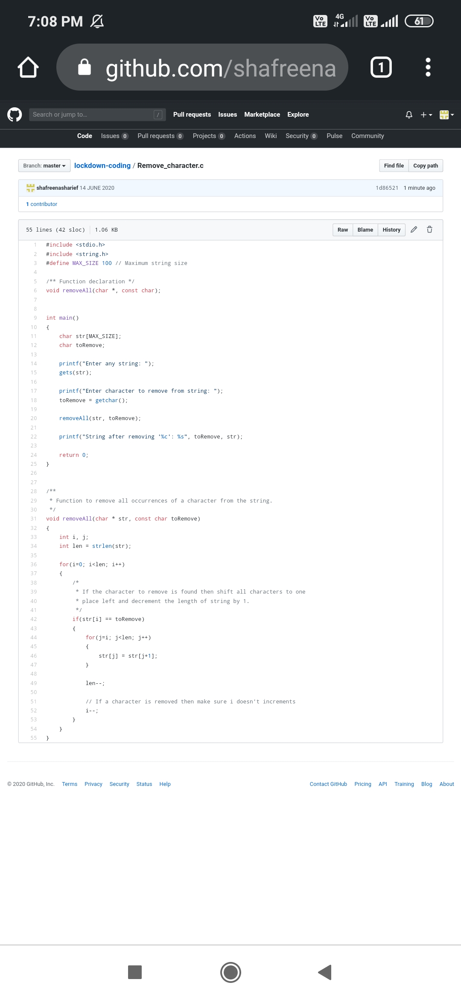 7:08 PM Vo LTE 4G Vo LTE 61
github.com/shafreena 1
Search or jump to... / Pull requests Issues Marketplace Explore
Code Issues 0 Pull requests 0 Projects 0 Actions Wiki Security 0 Pulse Community
Branch: master lockdown-coding / Remove_character.c Find file Copy path
shafreenasharief 14 JUNE 2020 1d86521 1 minute ago
1 contributor
55 lines (42 sloc) 1.06 KB Raw Blame History
1 #include <stdio.h>
2 #include <string.h>
3 #define MAX_SIZE 100 // Maximum string size
4
5 /** Function declaration */
6 void removeAll(char *, const char);
7
8
9 int main()
10 {
11     char str[MAX_SIZE];
12     char toRemove;
13
14     printf("Enter any string: ");
15     gets(str);
16
17     printf("Enter character to remove from string: ");
18     toRemove = getchar();
19
20     removeAll(str, toRemove);
21
22     printf("String after removing '%c': %s", toRemove, str);
23
24     return 0;
25 }
26
27
28 /**
29  * Function to remove all occurrences of a character from the string.
30  */
31 void removeAll(char * str, const char toRemove)
32 {
33     int i, j;
34     int len = strlen(str);
35
36     for(i=0; i<len; i++)
37     {
38         /*
39          * If the character to remove is found then shift all characters to one
40          * place left and decrement the length of string by 1.
41          */
42         if(str[i] == toRemove)
43         {
44             for(j=i; j<len; j++)
45             {
46                 str[j] = str[j+1];
47             }
48
49             len--;
50
51             // If a character is removed then make sure i doesn't increments
52             i--;
53         }
54     }
55 }
© 2020 GitHub, Inc. Terms Privacy Security Status Help Contact GitHub Pricing API Training Blog About